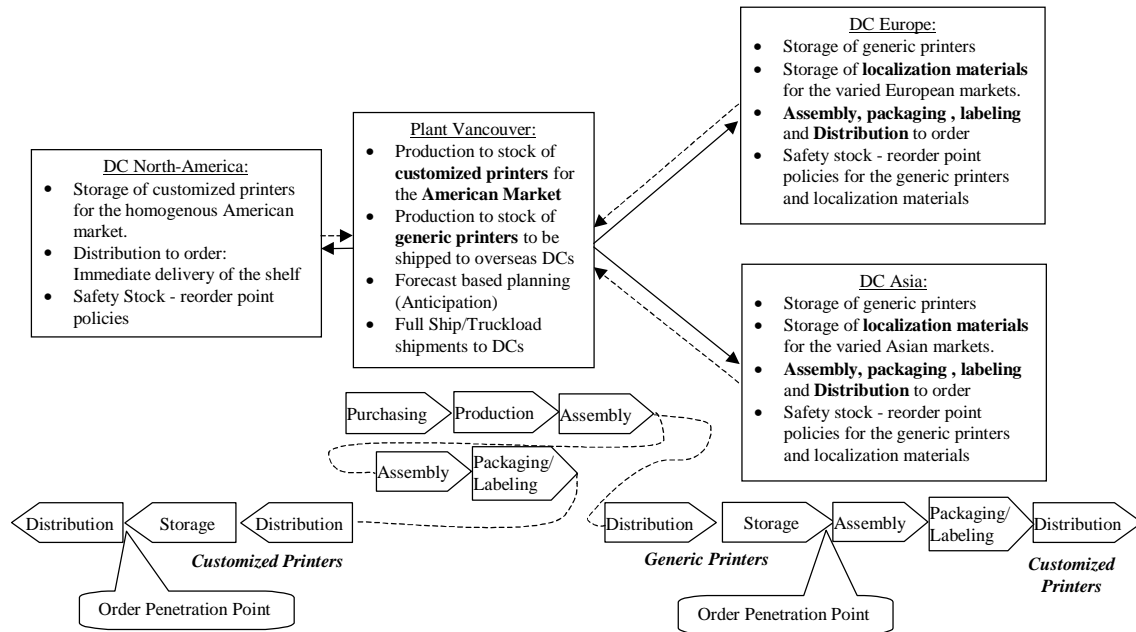 DC North-America:
• Storage of customized printers
for the homogenous American
market.
• Distribution to order:
Immediate delivery of the shelf
• Safety Stock - reorder point
policies
Plant Vancouver:
• Production to stock of
customized printers for
the American Market
• Production to stock of
generic printers to be
shipped to overseas DCs
• Forecast based planning
(Anticipation)
• Full Ship/Truckload
shipments to DCs
DC Europe:
• Storage of generic printers
• Storage of localization materials
for the varied European markets.
• Assembly, packaging , labeling
and Distribution to order
• Safety stock - reorder point
policies for the generic printers
and localization materials
DC Asia:
• Storage of generic printers
• Storage of localization materials
for the varied Asian markets.
• Assembly, packaging , labeling
and Distribution to order
• Safety stock - reorder point
policies for the generic printers
and localization materials
Purchasing
Production
Assembly
Assembly
Packaging/
Labeling
Distribution
Storage
Distribution
Customized Printers
Order Penetration Point
Distribution
Storage
Assembly
Packaging/
Labeling
Distribution
Generic Printers
Customized
Printers
Order Penetration Point